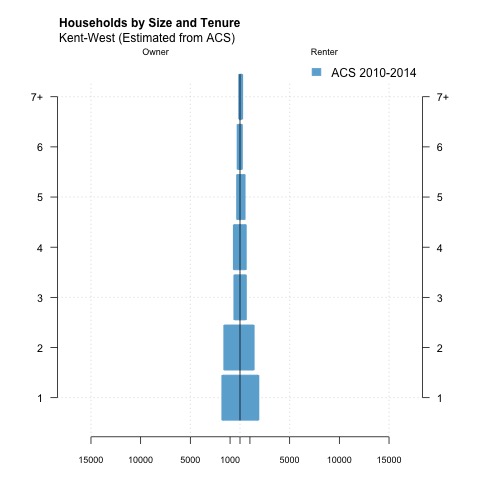 Households by Size and Tenure
Kent-West (Estimated from ACS)
Owner Renter
ACS 2010-2014
7+ 7+
6 6
5 5
4 4
3 3
2 2
1 1
15000 10000 5000 1000 5000 10000 15000